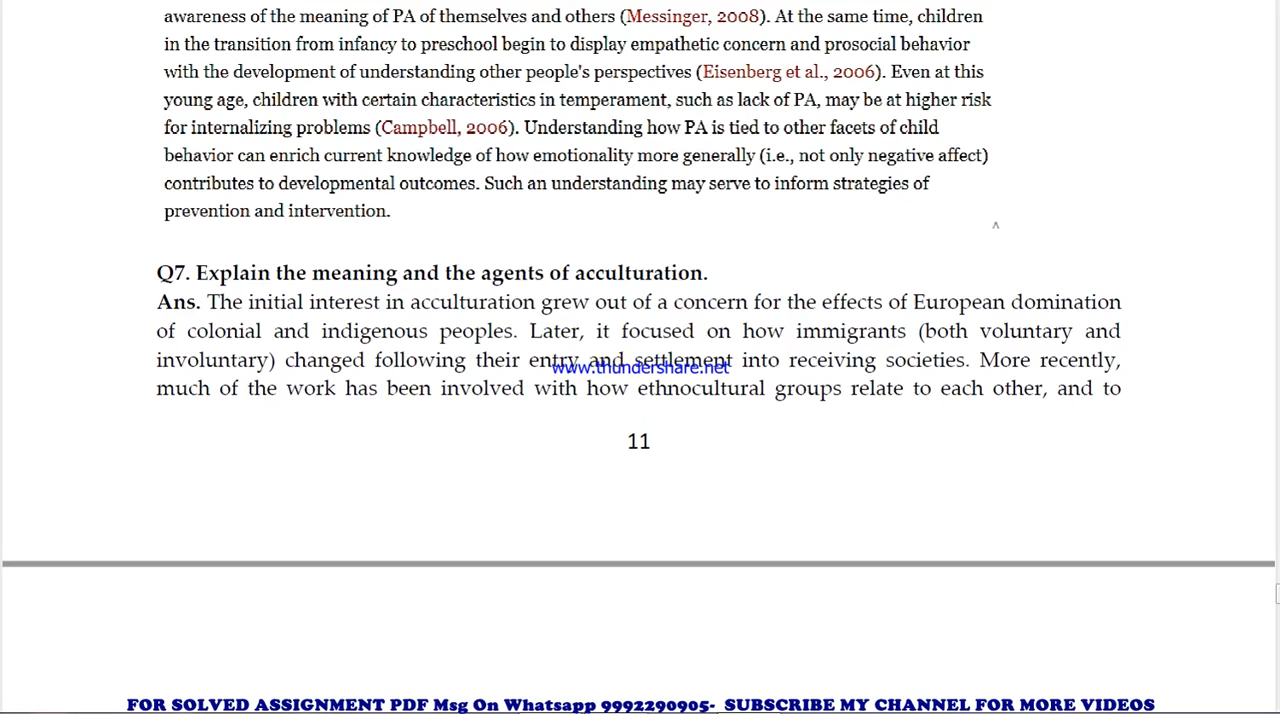 awareness of the meaning of PA of themselves and others (Messinger, 2008). At the same time, children
in the transition from infancy to preschool begin to display empathetic concern and prosocial behavior
with the development of understanding other people's perspectives (Eisenberg et al., 2006). Even at this
young age, children with certain characteristics in temperament, such as lack of PA, may be at higher risk
for internalizing problems (Campbell, 2006). Understanding how PA is tied to other facets of child
behavior can enrich current knowledge of how emotionality more generally (i.e., not only negative affect)
contributes to developmental outcomes. Such an understanding may serve to inform strategies of
prevention and intervention.
^
Q7. Explain the meaning and the agents of acculturation.
Ans. The initial interest in acculturation grew out of a concern for the effects of European domination
of colonial and indigenous peoples. Later, it focused on how immigrants (both voluntary and
involuntary) changed following their entry and settlement into receiving societies. More recently,
www.thundershare.net
much of the work has been involved with how ethnocultural groups relate to each other, and to
11
FOR SOLVED ASSIGNMENT PDF Msg On Whatsapp 9992290905- SUBSCRIBE MY CHANNEL FOR MORE VIDEOS